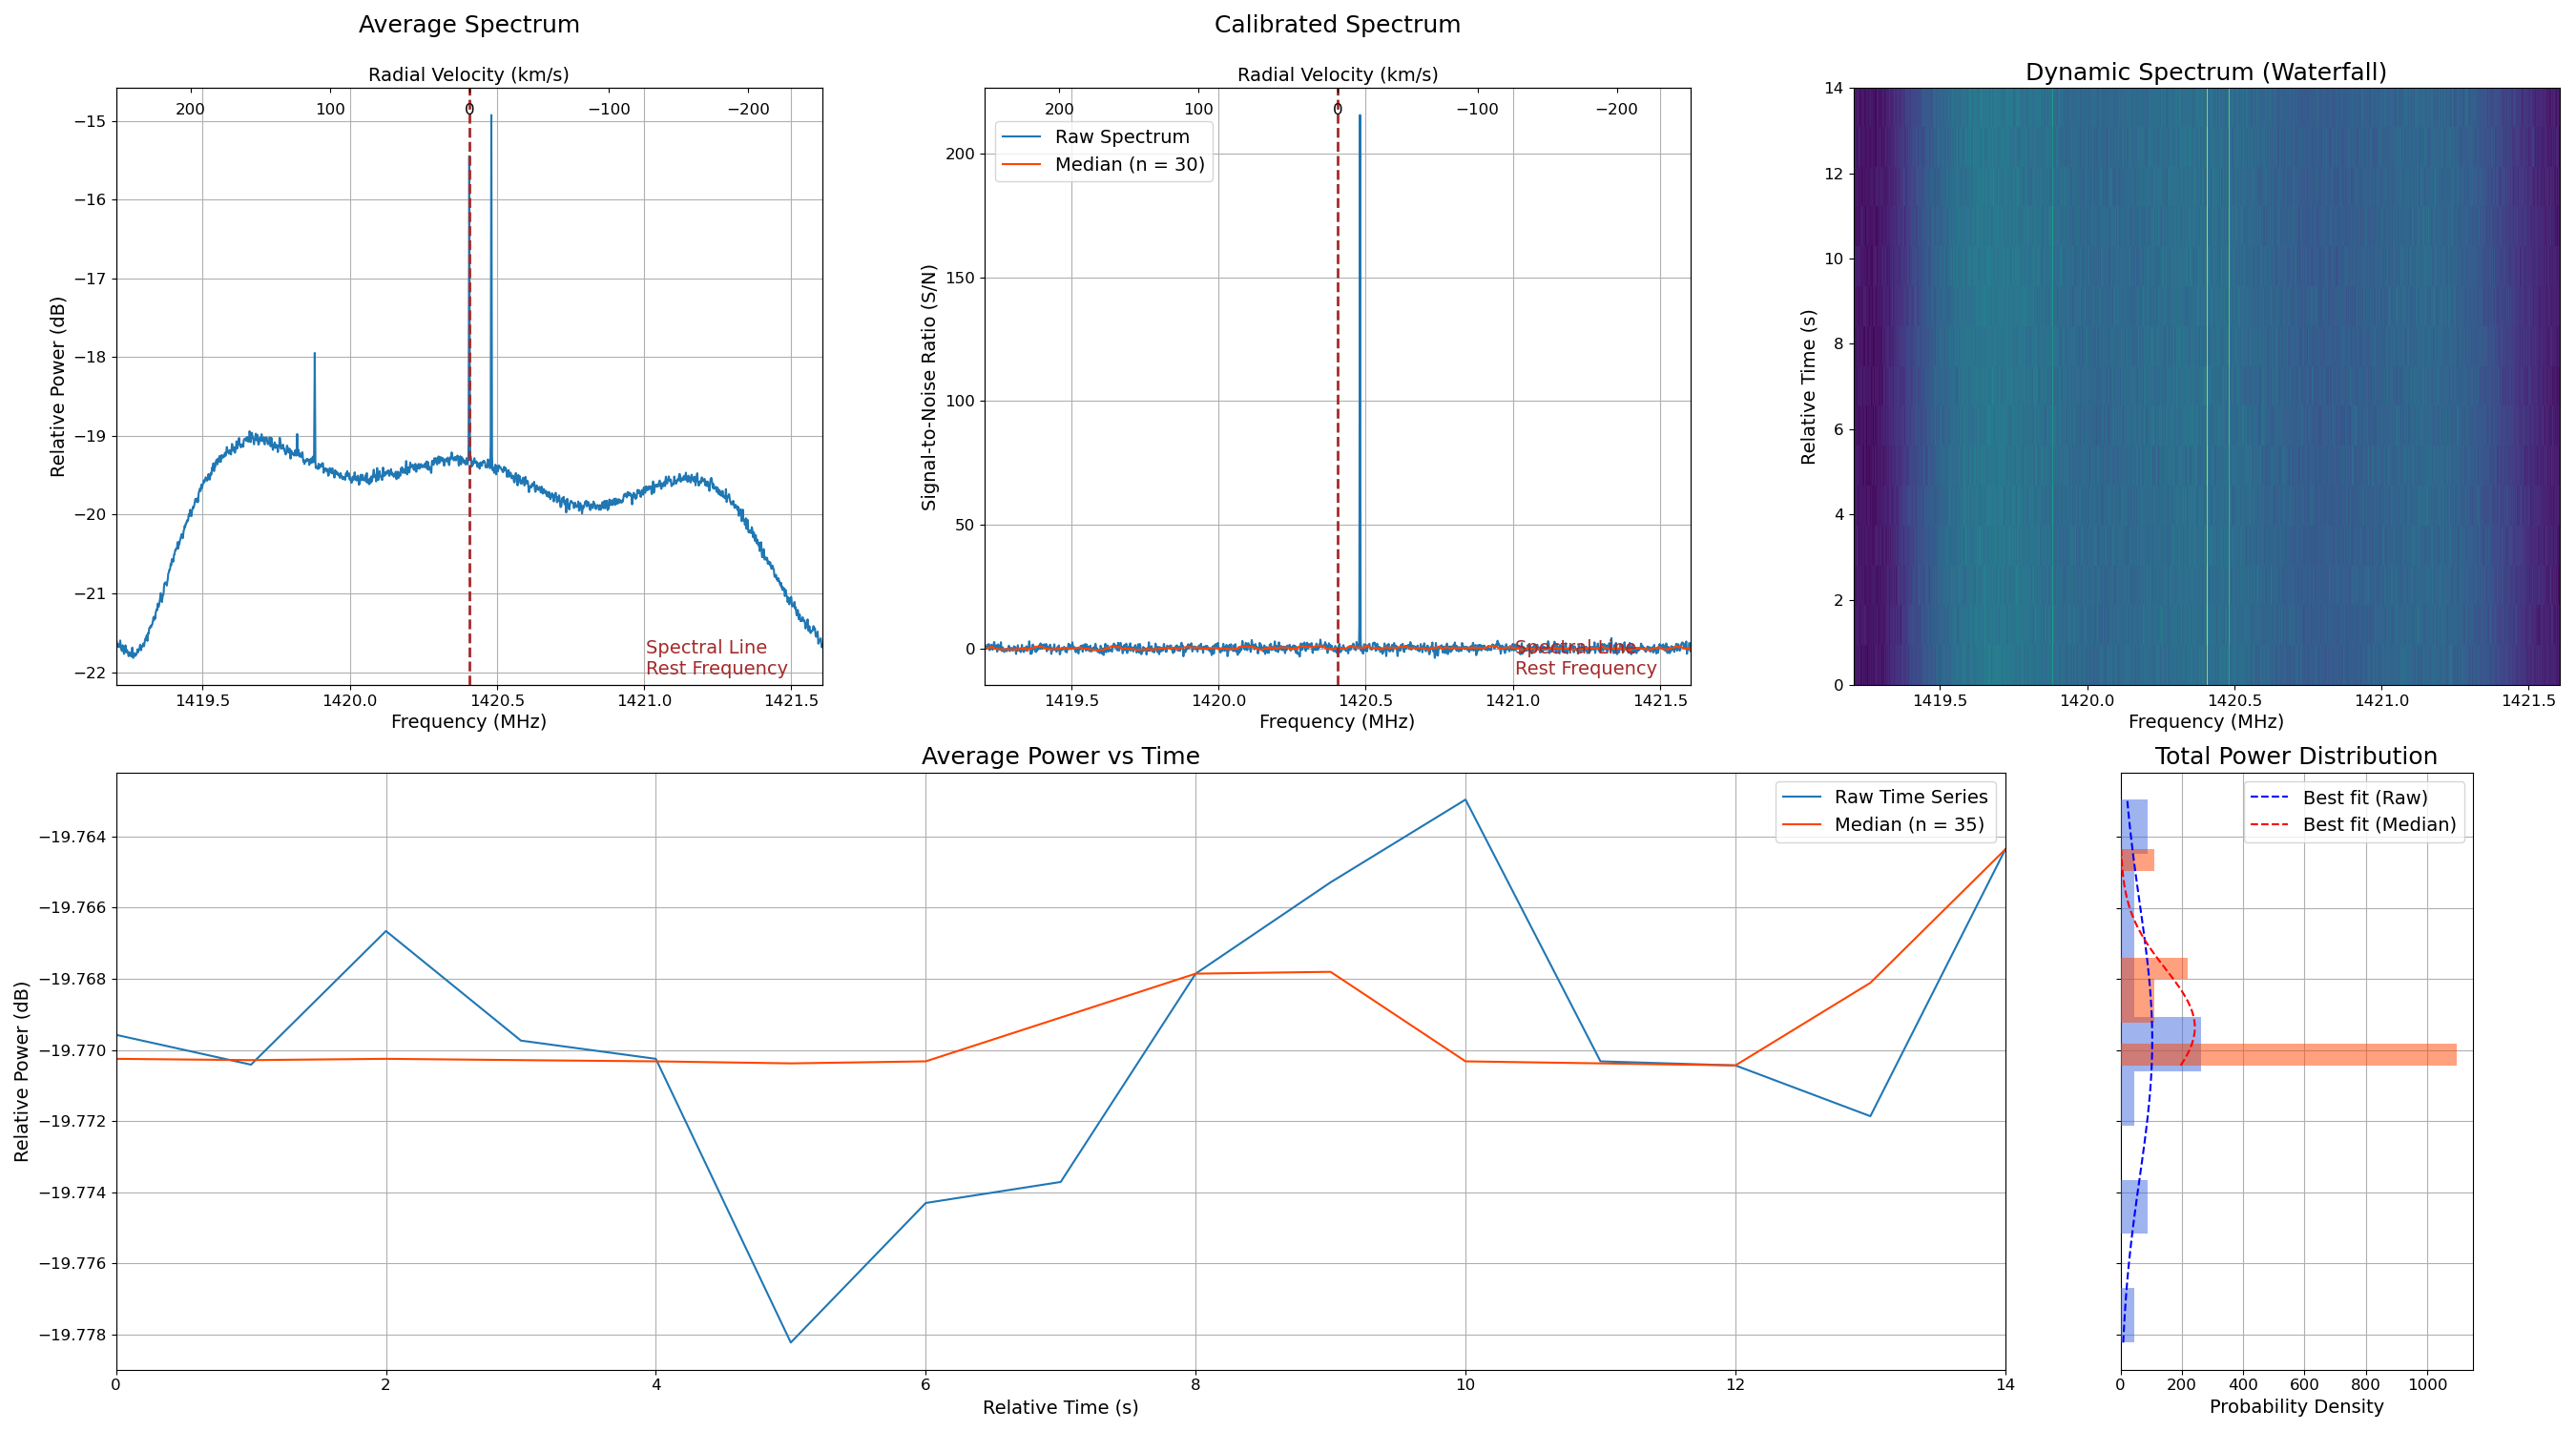 Average Spectrum
Radial Velocity (km/s)
200 100 0 −100 −200
−15
−16
−17
−18
−19
−20
−21
−22
Relative Power (dB)
Spectral Line
Rest Frequency
1419.5 1420.0 1420.5 1421.0 1421.5
Frequency (MHz)
Calibrated Spectrum
Radial Velocity (km/s)
200 100 0 −100 −200
Raw Spectrum
Median (n = 30)
200
150
100
50
0
Signal-to-Noise Ratio (S/N)
Spectral Line
Rest Frequency
1419.5 1420.0 1420.5 1421.0 1421.5
Frequency (MHz)
Dynamic Spectrum (Waterfall)
14
12
10
8
6
4
2
0
Relative Time (s)
1419.5 1420.0 1420.5 1421.0 1421.5
Frequency (MHz)
Average Power vs Time
Raw Time Series
Median (n = 35)
−19.764
−19.766
−19.768
−19.770
−19.772
−19.774
−19.776
−19.778
Relative Power (dB)
0 2 4 6 8 10 12 14
Relative Time (s)
Total Power Distribution
Best fit (Raw)
Best fit (Median)
0 200 400 600 800 1000
Probability Density